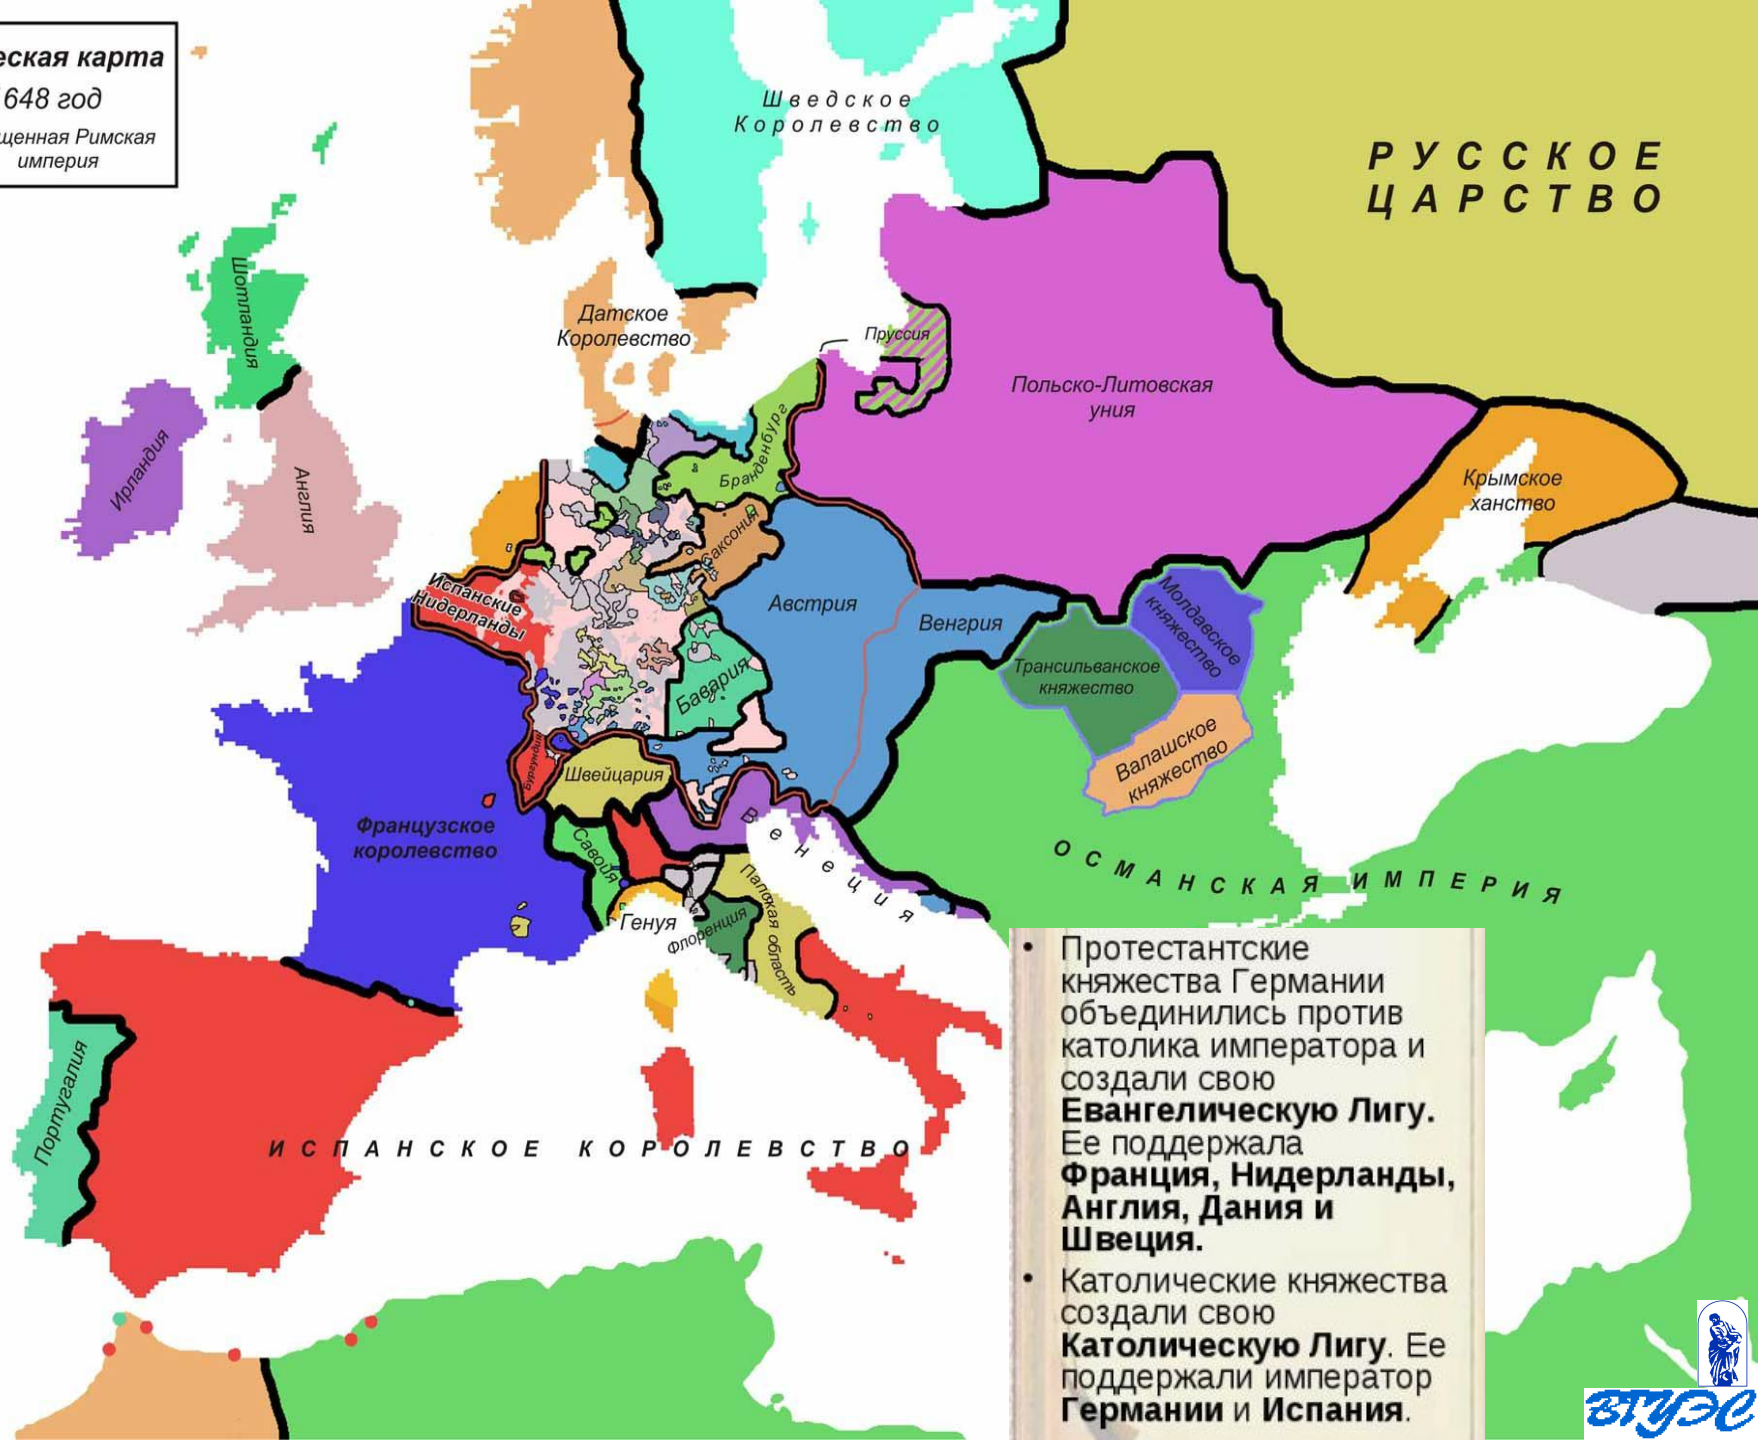 еская карта
648 год
щенная Римская
империя
Шведское
Королевство
РУССКОЕ
ЦАРСТВО
Шотландия
Датское
Королевство
Пруссия
Польско-Литовская
уния
Ирландия
Англия
Бранденбург
Крымское
ханство
Саксония
Испанские
Нидерланды
Австрия
Венгрия
Молдавское
княжество
Трансильванское
княжество
Бавария
Валашское
княжество
Бургундия
Швейцария
Французское
королевство
Савойя
Венеция
ОСМАНСКАЯ ИМПЕРИЯ
Папская область
Генуя
Флоренция
Португалия
ИСПАНСКОЕ КОРОЛЕВСТВО
• Протестантские
княжества Германии
объединились против
католика императора и
создали свою
Евангелическую Лигу.
Ее поддержала
Франция, Нидерланды,
Англия, Дания и
Швеция.
• Католические княжества
создали свою
Католическую Лигу. Ее
поддержали император
Германии и Испания.
ВГУЭС